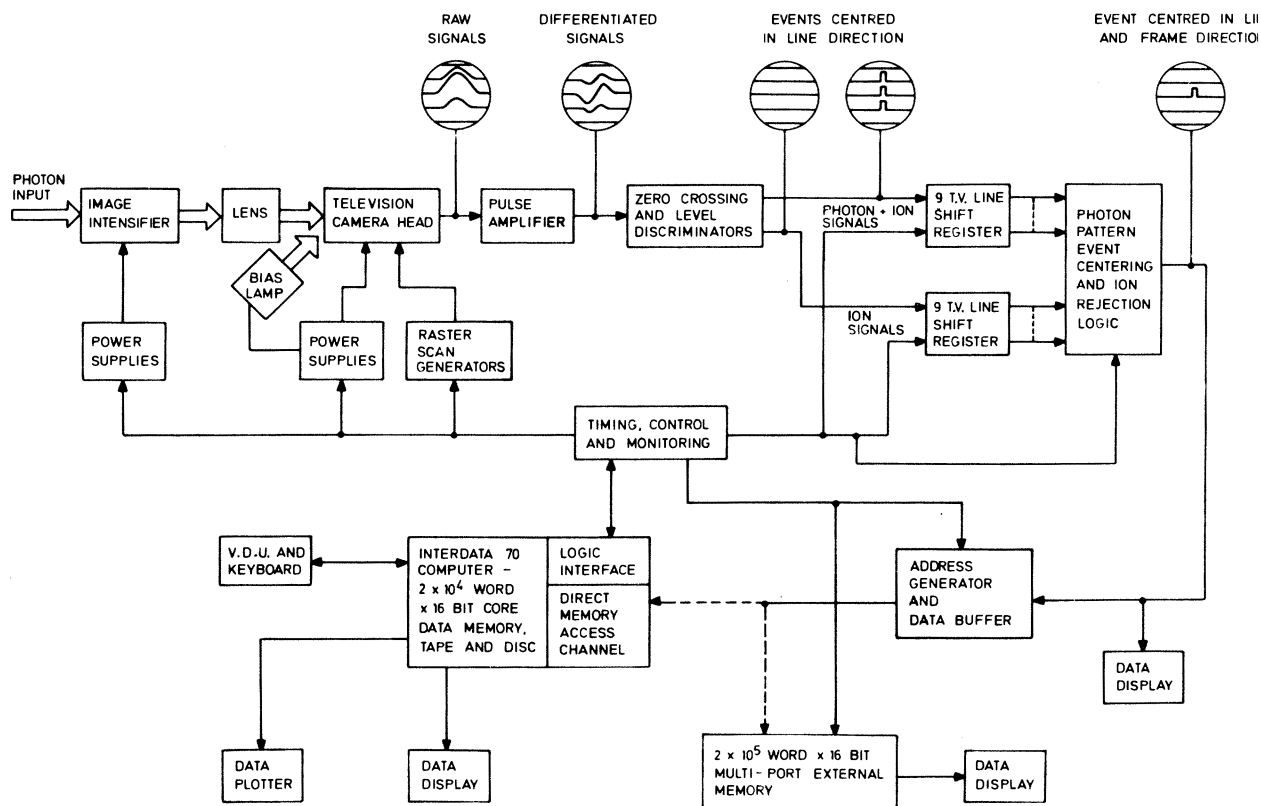 RAW
SIGNALS
DIFFERENTIATED
SIGNALS
EVENTS CENTRED
IN LINE DIRECTION
EVENT CENTRED IN
AND FRAME
PHOTON
INPUT
IMAGE
INTENSIFIER
LENS
TELEVISION
CAMERA HEAD
PULSE
AMPLIFIER
ZERO CROSSING
AND LEVEL
DISCRIMINATORS
PHOTON + ION
SIGNALS
9 T.V. LINE
SHIFT
REGISTER
PHOTON
PATTERN
EVENT
CENTERING
AND ION
REJECTION
LOGIC
BIAS
LAMP
ION
SIGNALS
9 T.V. LINE
SHIFT
REGISTER
POWER
SUPPLIES
POWER
SUPPLIES
RASTER
SCAN
GENERATORS
TIMING, CONTROL
AND MONITORING
V.D.U. AND
KEYBOARD
INTERDATA 70
COMPUTER –
2 x 10⁴ WORD
x 16 BIT CORE
DATA MEMORY,
TAPE AND DISC
LOGIC
INTERFACE
DIRECT
MEMORY
ACCESS
CHANNEL
ADDRESS
GENERATOR
AND
DATA BUFFER
DATA
DISPLAY
DATA
PLOTTER
DATA
DISPLAY
2 x 10⁵ WORD x 16 BIT
MULTI-PORT EXTERNAL
MEMORY
DATA
DISPLAY